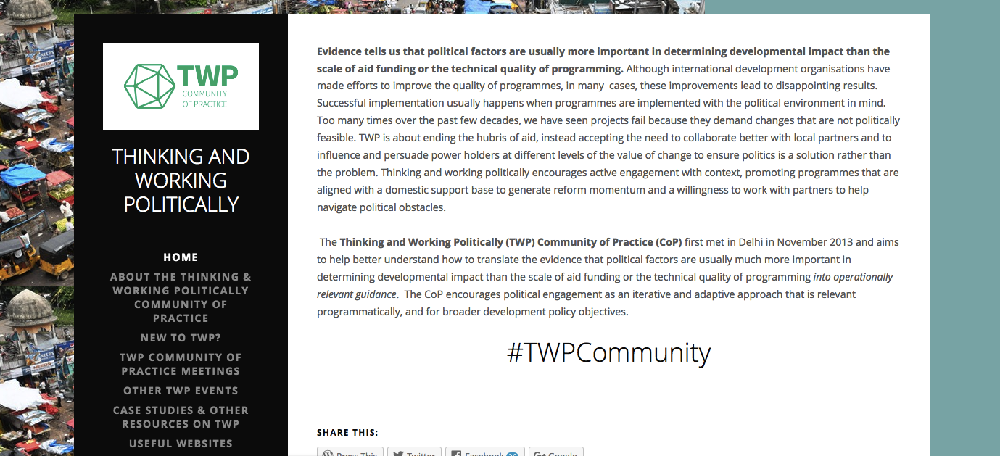 TWP
COMMUNITY
OF PRACTICE
THINKING AND
WORKING
POLITICALLY
HOME
ABOUT THE THINKING &
WORKING POLITICALLY
COMMUNITY OF
PRACTICE
NEW TO TWP?
TWP COMMUNITY OF
PRACTICE MEETINGS
OTHER TWP EVENTS
CASE STUDIES & OTHER
RESOURCES ON TWP
USEFUL WEBSITES
Evidence tells us that political factors are usually more important in determining developmental impact than the
scale of aid funding or the technical quality of programming. Although international development organisations have
made efforts to improve the quality of programmes, in many cases, these improvements lead to disappointing results.
Successful implementation usually happens when programmes are implemented with the political environment in mind.
Too many times over the past few decades, we have seen projects fail because they demand changes that are not politically
feasible. TWP is about ending the hubris of aid, instead accepting the need to collaborate better with local partners and to
influence and persuade power holders at different levels of the value of change to ensure politics is a solution rather than
the problem. Thinking and working politically encourages active engagement with context, promoting programmes that are
aligned with a domestic support base to generate reform momentum and a willingness to work with partners to help
navigate political obstacles.
The Thinking and Working Politically (TWP) Community of Practice (CoP) first met in Delhi in November 2013 and aims
to help better understand how to translate the evidence that political factors are usually much more important in
determining developmental impact than the scale of aid funding or the technical quality of programming into operationally
relevant guidance. The CoP encourages political engagement as an iterative and adaptive approach that is relevant
programmatically, and for broader development policy objectives.
#TWPCommunity
SHARE THIS:
Press This
Twitter
Facebook
Google
NEEDS
NEEDS